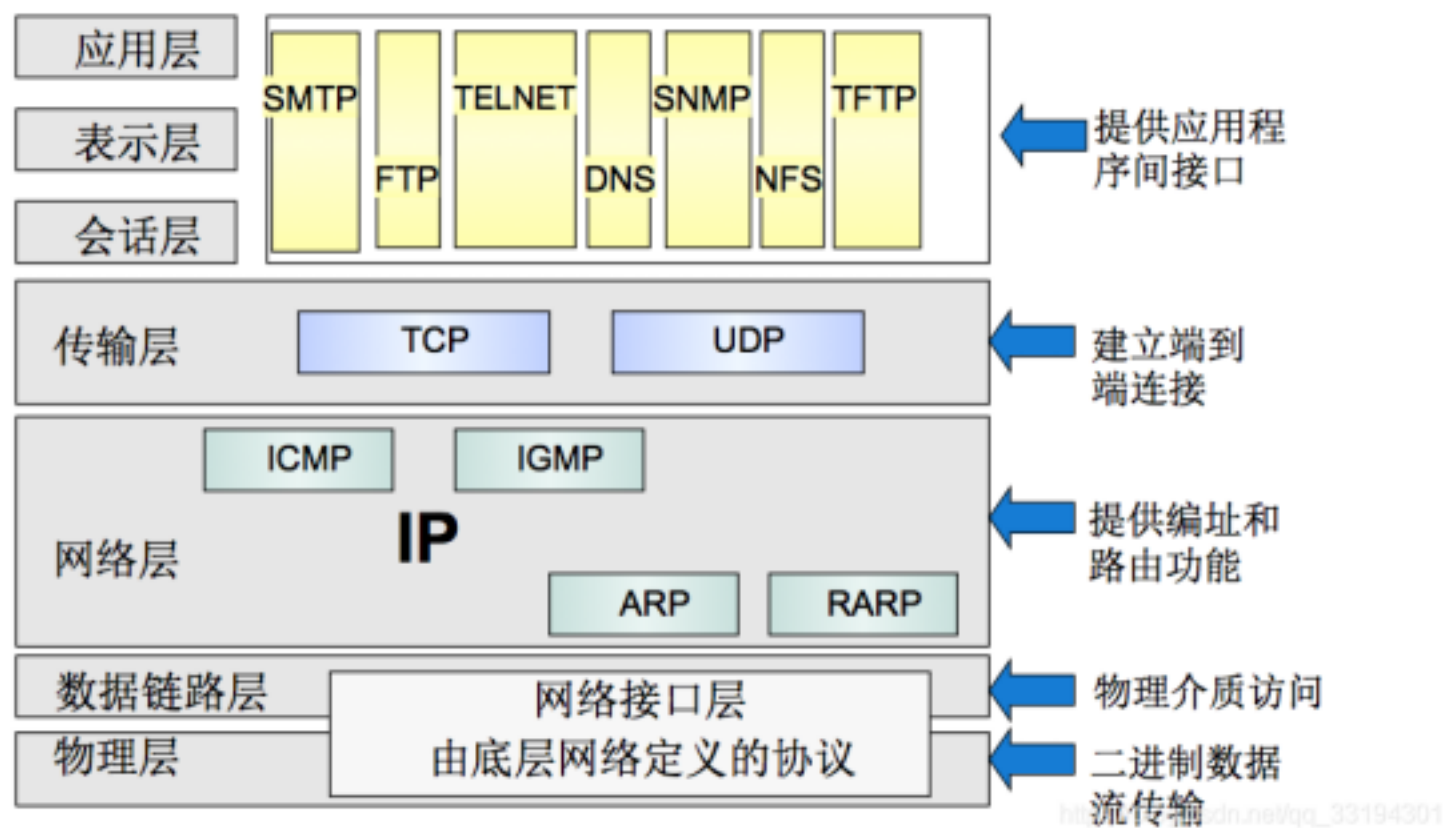 应用层
表示层
会话层
SMTP
FTP
TELNET
DNS
SNMP
NFS
TFTP
提供应用程
序间接口
传输层
TCP
UDP
建立端到
端连接
网络层
ICMP
IGMP
IP
ARP
RARP
提供编址和
路由功能
数据链路层
物理层
网络接口层
由底层网络定义的协议
物理介质访问
二进制数据
流传输
sdn.net/qq_33194301